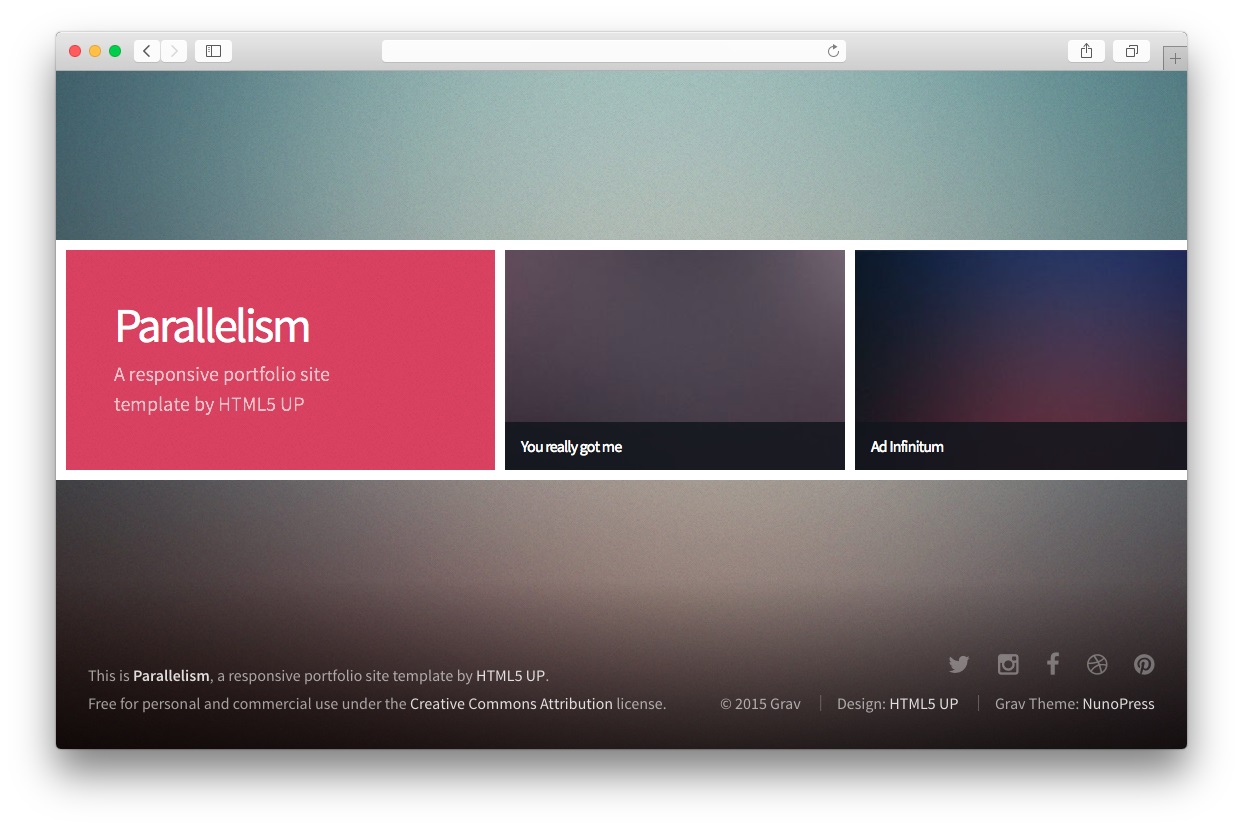 Parallelism
A responsive portfolio site
template by HTML5 UP
You really got me
Ad Infinitum
This is Parallelism, a responsive portfolio site template by HTML5 UP.
Free for personal and commercial use under the Creative Commons Attribution license.
© 2015 Grav
Design: HTML5 UP
Grav Theme: NunoPress